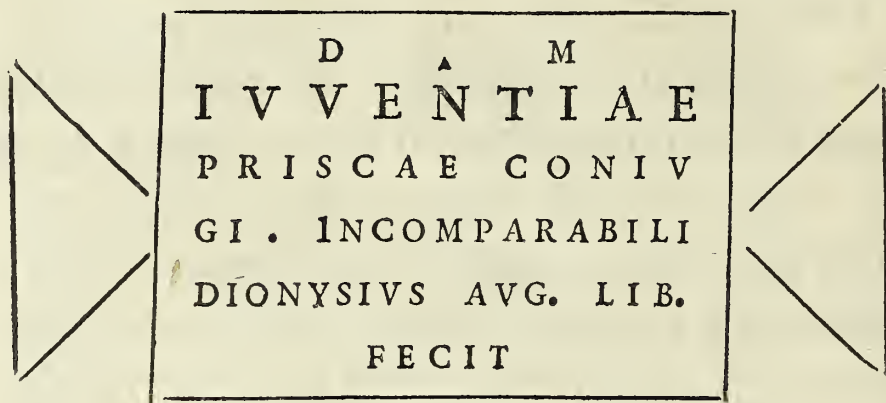 D ▴ M
IVVENTIAE
PRISCAE CONIV
GI . INCOMPARABILI
DIONYSIVS AVG. LIB.
FECIT